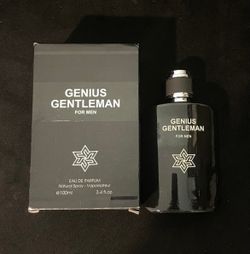 GENIUS
GENTLEMAN
FOR MEN
EAU DE PARFUM
Natural Spray - Vaporisateur
℮100ml 3.4 fl.oz
GENIUS
GENTLEMAN
FOR MEN